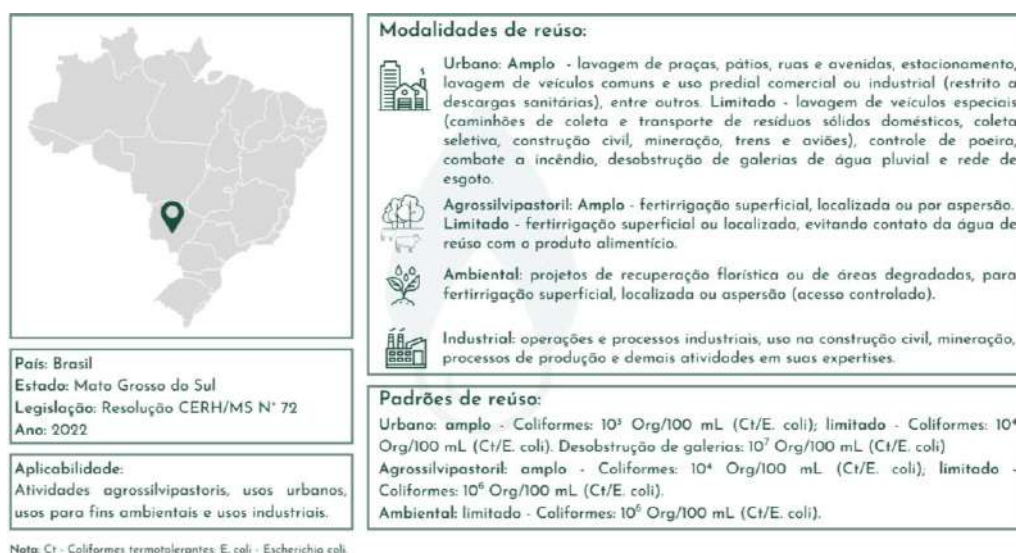 Modalidades de reúso:
Urbano: Amplo - lavagem de praças, pátios, ruas e avenidas, estacionamento,
lavagem de veículos comuns e uso predial comercial ou industrial (restrito a
descargas sanitárias), entre outros. Limitado - lavagem de veículos especiais
(caminhões de coleta e transporte de resíduos sólidos domésticos, coleta
seletiva, construção civil, mineração, trens e aviões), controle de poeira,
combate a incêndio, desobstrução de galerias de água pluvial e rede de
esgoto.
Agrossilvipastoril: Amplo - fertirrigação superficial, localizada ou por aspersão.
Limitado - fertirrigação superficial ou localizada, evitando contato da água de
reúso com o produto alimentício.
Ambiental: projetos de recuperação florística ou de áreas degradadas, para
fertirrigação superficial, localizada ou aspersão (acesso controlado).
Industrial: operações e processos industriais, uso na construção civil, mineração,
processos de produção e demais atividades em suas expertises.
País: Brasil
Estado: Mato Grosso do Sul
Legislação: Resolução CERH/MS N° 72
Ano: 2022
Aplicabilidade:
Atividades agrossilvipastoris, usos urbanos,
usos para fins ambientais e usos industriais.
Padrões de reúso:
Urbano: amplo - Coliformes: 10³ Org/100 mL (Ct/E. coli); limitado - Coliformes: 10⁴
Org/100 mL (Ct/E. coli). Desobstrução de galerias: 10⁷ Org/100 mL (Ct/E. coli)
Agrossilvipastoril: amplo - Coliformes: 10⁴ Org/100 mL (Ct/E. coli); limitado -
Coliformes: 10⁶ Org/100 mL (Ct/E. coli).
Ambiental: limitado - Coliformes: 10⁶ Org/100 mL (Ct/E. coli).
Nota: Ct - Coliformes termotolerantes; E. coli - Escherichia coli.